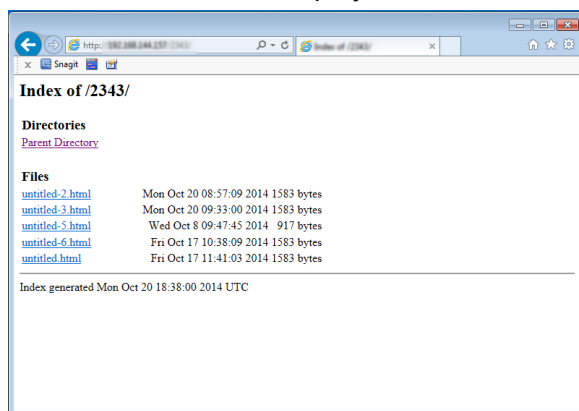 http:
Index of /2343/
x Snagit
Index of /2343/
Directories
Parent Directory
Files
untitled-2.html Mon Oct 20 08:57:09 2014 1583 bytes
untitled-3.html Mon Oct 20 09:33:00 2014 1583 bytes
untitled-5.html Wed Oct 8 09:47:45 2014 917 bytes
untitled-6.html Fri Oct 17 10:38:09 2014 1583 bytes
untitled.html Fri Oct 17 11:41:03 2014 1583 bytes
Index generated Mon Oct 20 18:38:00 2014 UTC